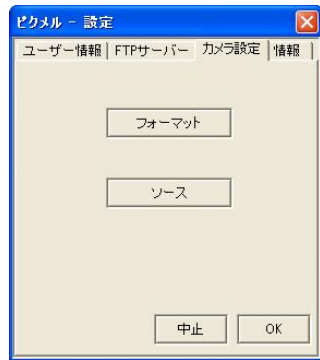 ピクメル - 設定
ユーザー情報 FTPサーバー カメラ設定 情報
フォーマット
ソース
中止 OK